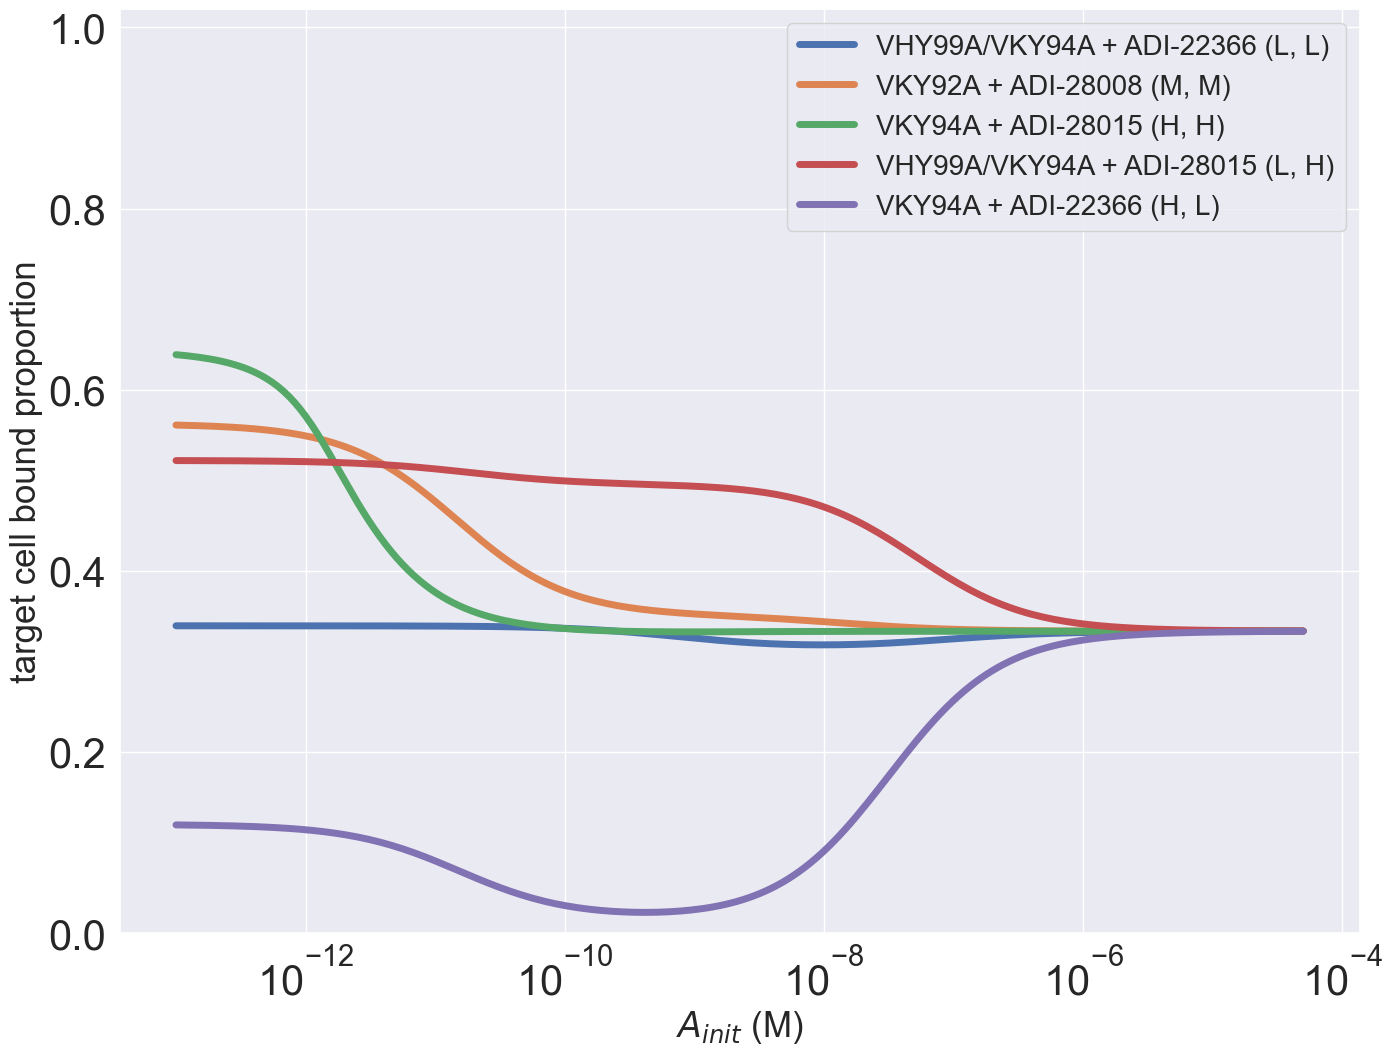 VHY99A/VKY94A + ADI-22366 (L, L)
VKY92A + ADI-28008 (M, M)
VKY94A + ADI-28015 (H, H)
VHY99A/VKY94A + ADI-28015 (L, H)
VKY94A + ADI-22366 (H, L)
target cell bound proportion
1.0
0.8
0.6
0.4
0.2
0.0
10⁻¹² 10⁻¹⁰ 10⁻⁸ 10⁻⁶ 10⁻⁴
A_init (M)